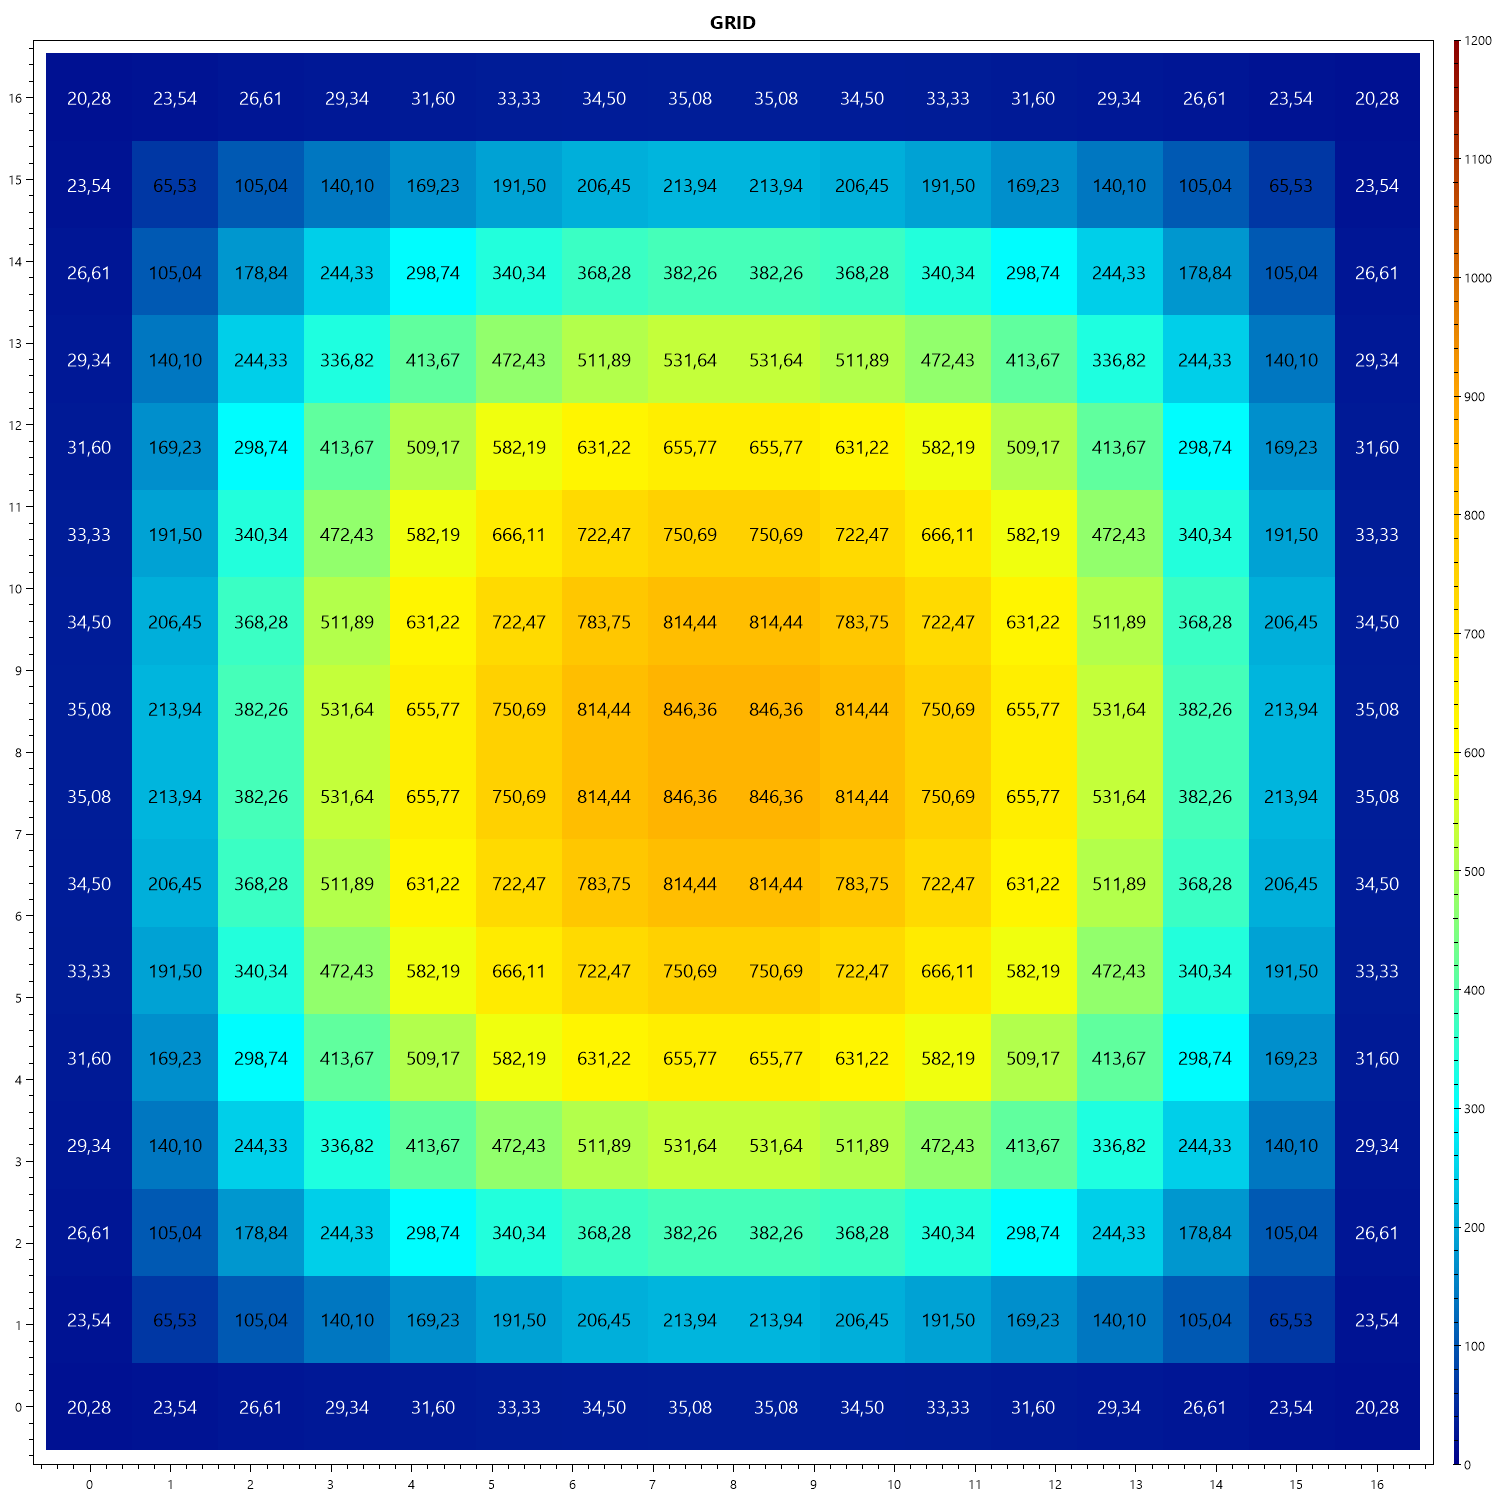 GRID
16 20,28 23,54 26,61 29,34 31,60 33,33 34,50 35,08 35,08 34,50 33,33 31,60 29,34 26,61 23,54 20,28
15 23,54 65,53 105,04 140,10 169,23 191,50 206,45 213,94 213,94 206,45 191,50 169,23 140,10 105,04 65,53 23,54
14 26,61 105,04 178,84 244,33 298,74 340,34 368,28 382,26 382,26 368,28 340,34 298,74 244,33 178,84 105,04 26,61
13 29,34 140,10 244,33 336,82 413,67 472,43 511,89 531,64 531,64 511,89 472,43 413,67 336,82 244,33 140,10 29,34
12 31,60 169,23 298,74 413,67 509,17 582,19 631,22 655,77 655,77 631,22 582,19 509,17 413,67 298,74 169,23 31,60
11 33,33 191,50 340,34 472,43 582,19 666,11 722,47 750,69 750,69 722,47 666,11 582,19 472,43 340,34 191,50 33,33
10 34,50 206,45 368,28 511,89 631,22 722,47 783,75 814,44 814,44 783,75 722,47 631,22 511,89 368,28 206,45 34,50
9 35,08 213,94 382,26 531,64 655,77 750,69 814,44 846,36 846,36 814,44 750,69 655,77 531,64 382,26 213,94 35,08
8
35,08 213,94 382,26 531,64 655,77 750,69 814,44 846,36 846,36 814,44 750,69 655,77 531,64 382,26 213,94 35,08
7
34,50 206,45 368,28 511,89 631,22 722,47 783,75 814,44 814,44 783,75 722,47 631,22 511,89 368,28 206,45 34,50
6
33,33 191,50 340,34 472,43 582,19 666,11 722,47 750,69 750,69 722,47 666,11 582,19 472,43 340,34 191,50 33,33
5
31,60 169,23 298,74 413,67 509,17 582,19 631,22 655,77 655,77 631,22 582,19 509,17 413,67 298,74 169,23 31,60
4
29,34 140,10 244,33 336,82 413,67 472,43 511,89 531,64 531,64 511,89 472,43 413,67 336,82 244,33 140,10 29,34
3
26,61 105,04 178,84 244,33 298,74 340,34 368,28 382,26 382,26 368,28 340,34 298,74 244,33 178,84 105,04 26,61
2
23,54 65,53 105,04 140,10 169,23 191,50 206,45 213,94 213,94 206,45 191,50 169,23 140,10 105,04 65,53 23,54
1
0 20,28 23,54 26,61 29,34 31,60 33,33 34,50 35,08 35,08 34,50 33,33 31,60 29,34 26,61 23,54 20,28
0 1 2 3 4 5 6 7 8 9 10 11 12 13 14 15 16
1200
1100
1000
900
800
700
600
500
400
300
200
100
0